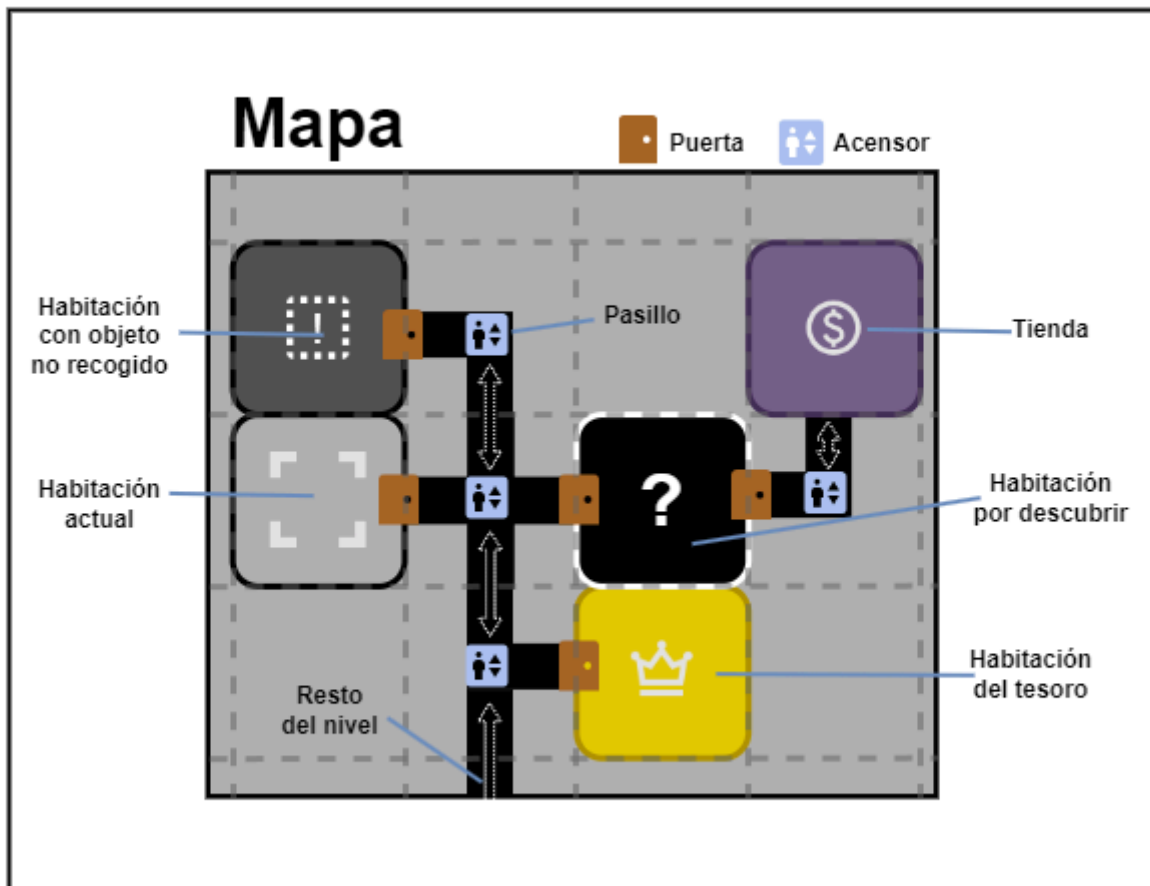 Mapa
Puerta
Acensor
Habitación
con objeto
no recogido
!
Pasillo
$
Tienda
Habitación
actual
?
Habitación
por descubrir
Resto
del nivel
Habitación
del tesoro